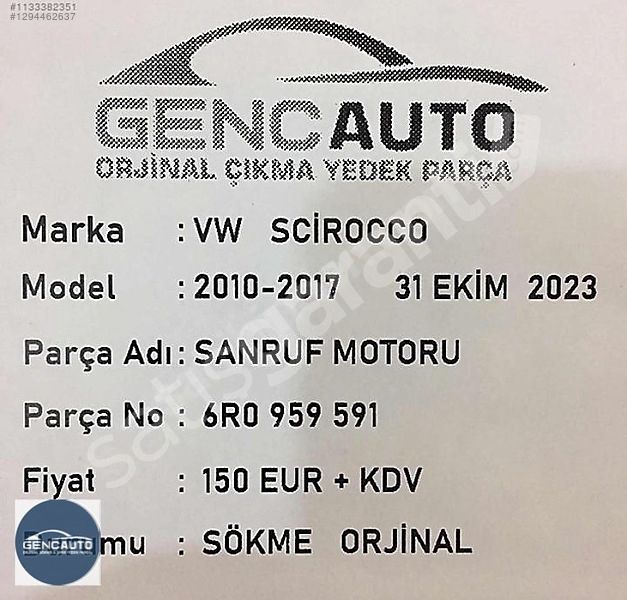 #1133382351
#1294462637
GENCAUTO
ORJİNAL ÇIKMA YEDEK PARÇA
Marka : VW SCİROCCO
Model : 2010-2017 31 EKİM 2023
Parça Adı : SANRUF MOTORU
Parça No : 6R0 959 591
Fiyat : 150 EUR + KDV
: SÖKME ORJİNAL
GENCAUTO